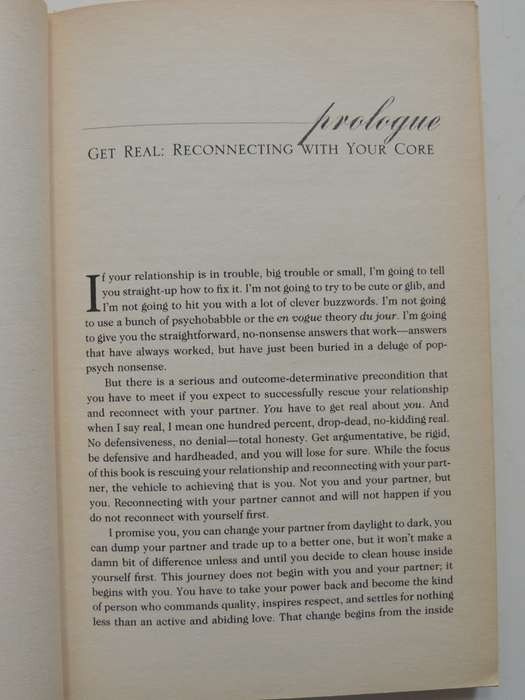 prologue
GET REAL: RECONNECTING WITH YOUR CORE
If your relationship is in trouble, big trouble or small, I'm going to tell
you straight-up how to fix it. I'm not going to try to be cute or glib, and
I'm not going to hit you with a lot of clever buzzwords. I'm not going
to use a bunch of psychobabble or the en vogue theory du jour. I'm going
to give you the straightforward, no-nonsense answers that work—answers
that have always worked, but have just been buried in a deluge of pop-
psych nonsense.
But there is a serious and outcome-determinative precondition that
you have to meet if you expect to successfully rescue your relationship
and reconnect with your partner. You have to get real about you. And
when I say real, I mean one hundred percent, drop-dead, no-kidding real.
No defensiveness, no denial—total honesty. Get argumentative, be rigid,
be defensive and hardheaded, and you will lose for sure. While the focus
of this book is rescuing your relationship and reconnecting with your part-
ner, the vehicle to achieving that is you. Not you and your partner, but
you. Reconnecting with your partner cannot and will not happen if you
do not reconnect with yourself first.
I promise you, you can change your partner from daylight to dark, you
can dump your partner and trade up to a better one, but it won't make a
damn bit of difference unless and until you decide to clean house inside
yourself first. This journey does not begin with you and your partner; it
begins with you. You have to take your power back and become the kind
of person who commands quality, inspires respect, and settles for nothing
less than an active and abiding love. That change begins from the inside